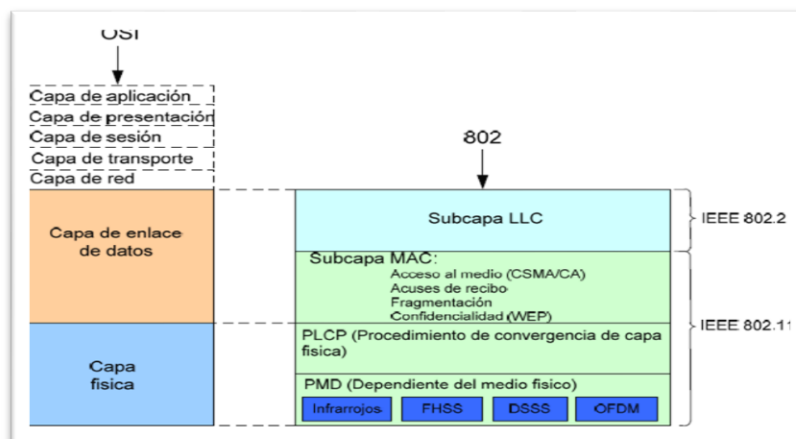 OSI
Capa de aplicación
Capa de presentación
Capa de sesión
Capa de transporte
Capa de red
Capa de enlace
de datos
Capa
fisica
802
Subcapa LLC
Subcapa MAC:
Acceso al medio (CSMA/CA)
Acuses de recibo
Fragmentación
Confidencialidad (WEP)
PLCP (Procedimiento de convergencia de capa
fisica)
PMD (Dependiente del medio fisico)
Infrarrojos
FHSS
DSSS
OFDM
IEEE 802.2
IEEE 802.11